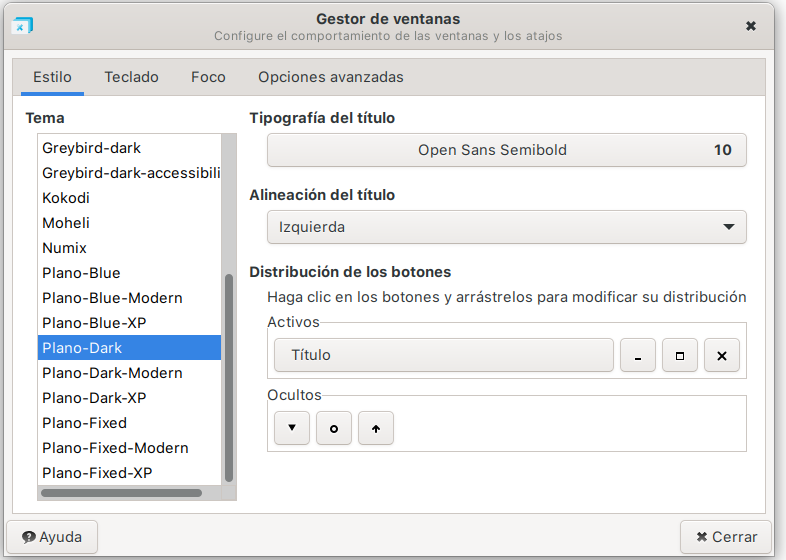 Gestor de ventanas
Configure el comportamiento de las ventanas y los atajos
Estilo Teclado Foco Opciones avanzadas
Tema
Greybird-dark
Greybird-dark-accessibili
Kokodi
Moheli
Numix
Plano-Blue
Plano-Blue-Modern
Plano-Blue-XP
Plano-Dark
Plano-Dark-Modern
Plano-Dark-XP
Plano-Fixed
Plano-Fixed-Modern
Plano-Fixed-XP
Tipografía del título
Open Sans Semibold 10
Alineación del título
Izquierda
Distribución de los botones
Haga clic en los botones y arrástrelos para modificar su distribución
Activos
Título
Ocultos
Ayuda
Cerrar